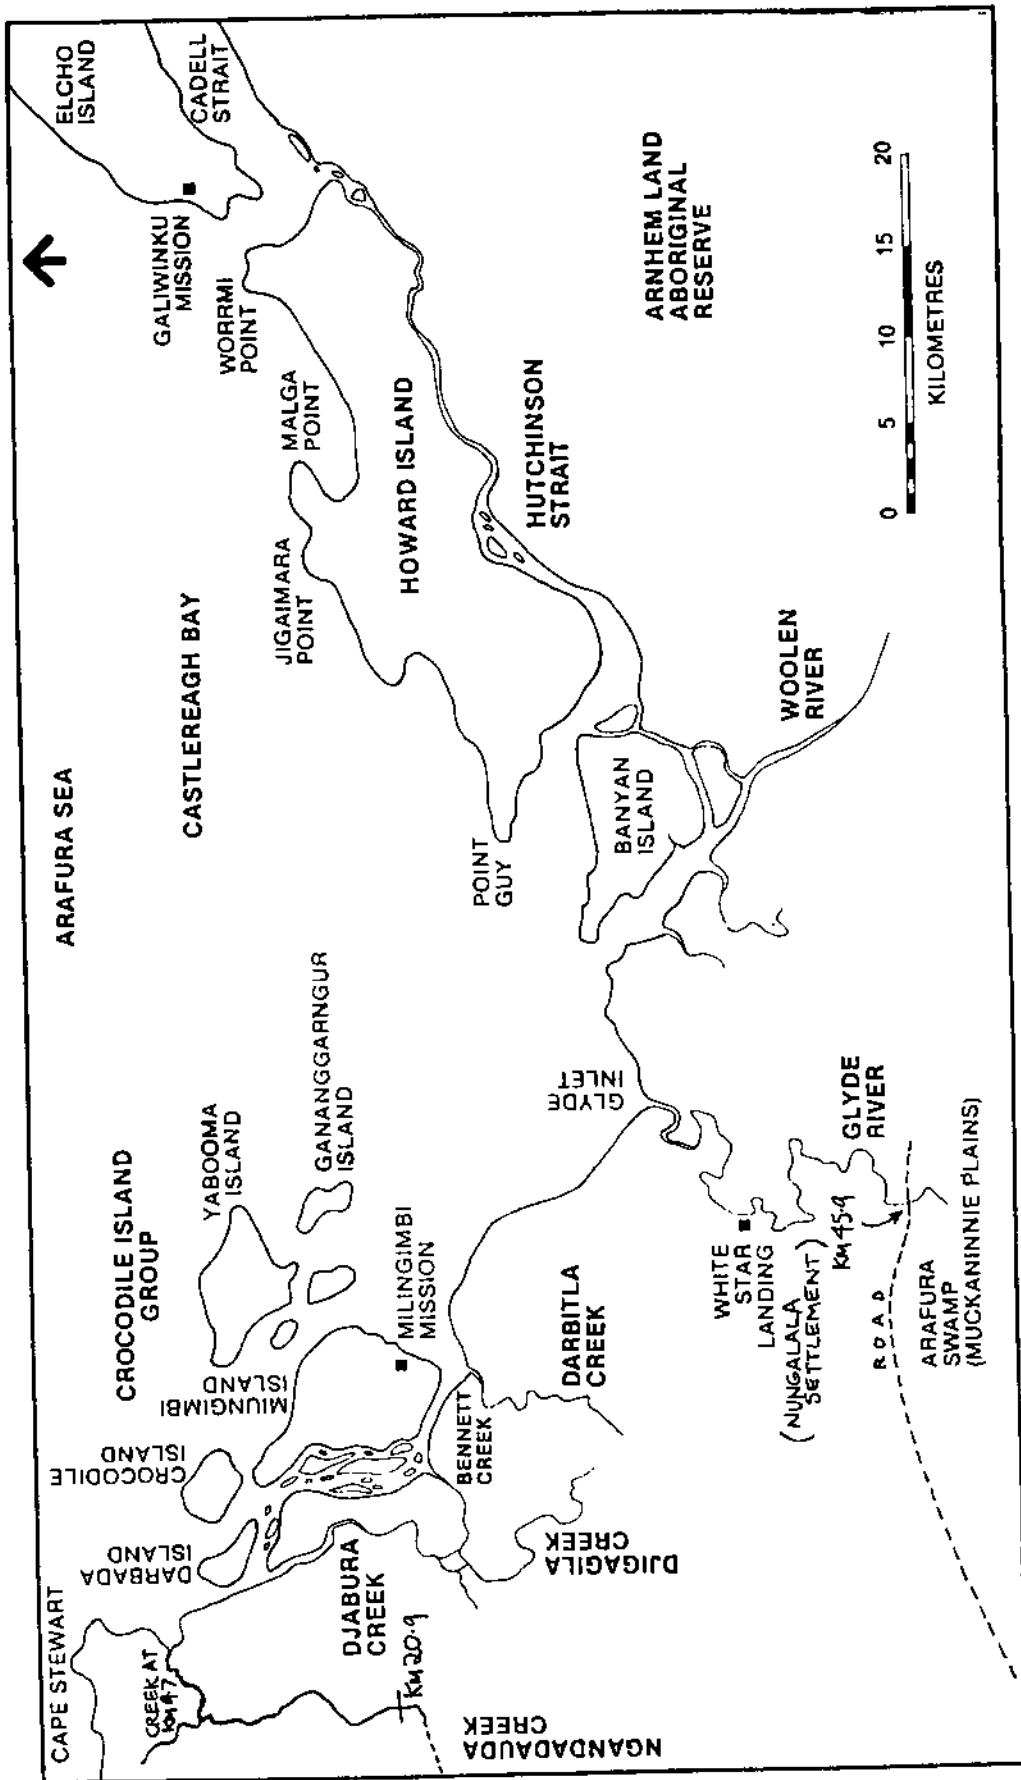 ELCHO
ISLAND
CADELL
STRAIT
GALIWINKU
MISSION
WORRMI
POINT
MALGA
POINT
JIGAIMARA
POINT
HOWARD ISLAND
HUTCHINSON
STRAIT
ARNHEM LAND
ABORIGINAL
RESERVE
0 5 10 15 20
KILOMETRES
ARAFURA SEA
CASTLEREAGH BAY
POINT
GUY
BANYAN
ISLAND
WOOLEN
RIVER
CROCODILE ISLAND
GROUP
YABOOMA
ISLAND
GANANGGARNGUR
ISLAND
GLYDE
INLET
GLYDE
RIVER
MILINGIMBI
MISSION
MIUNGIMBI
ISLAND
CROCODILE
ISLAND
DARBADA
ISLAND
CAPE STEWART
CREEK AT
KM 9.7
DJABURA
CREEK
KM 20.9
NGANDADAUDA
CREEK
DJIGAGILA
CREEK
BENNETT
CREEK
DARBITLA
CREEK
WHITE
STAR
LANDING
(NUNGALALA
SETTLEMENT)
KM 45.9
ROAD
ARAFURA
SWAMP
(MUCKANINNIE PLAINS)